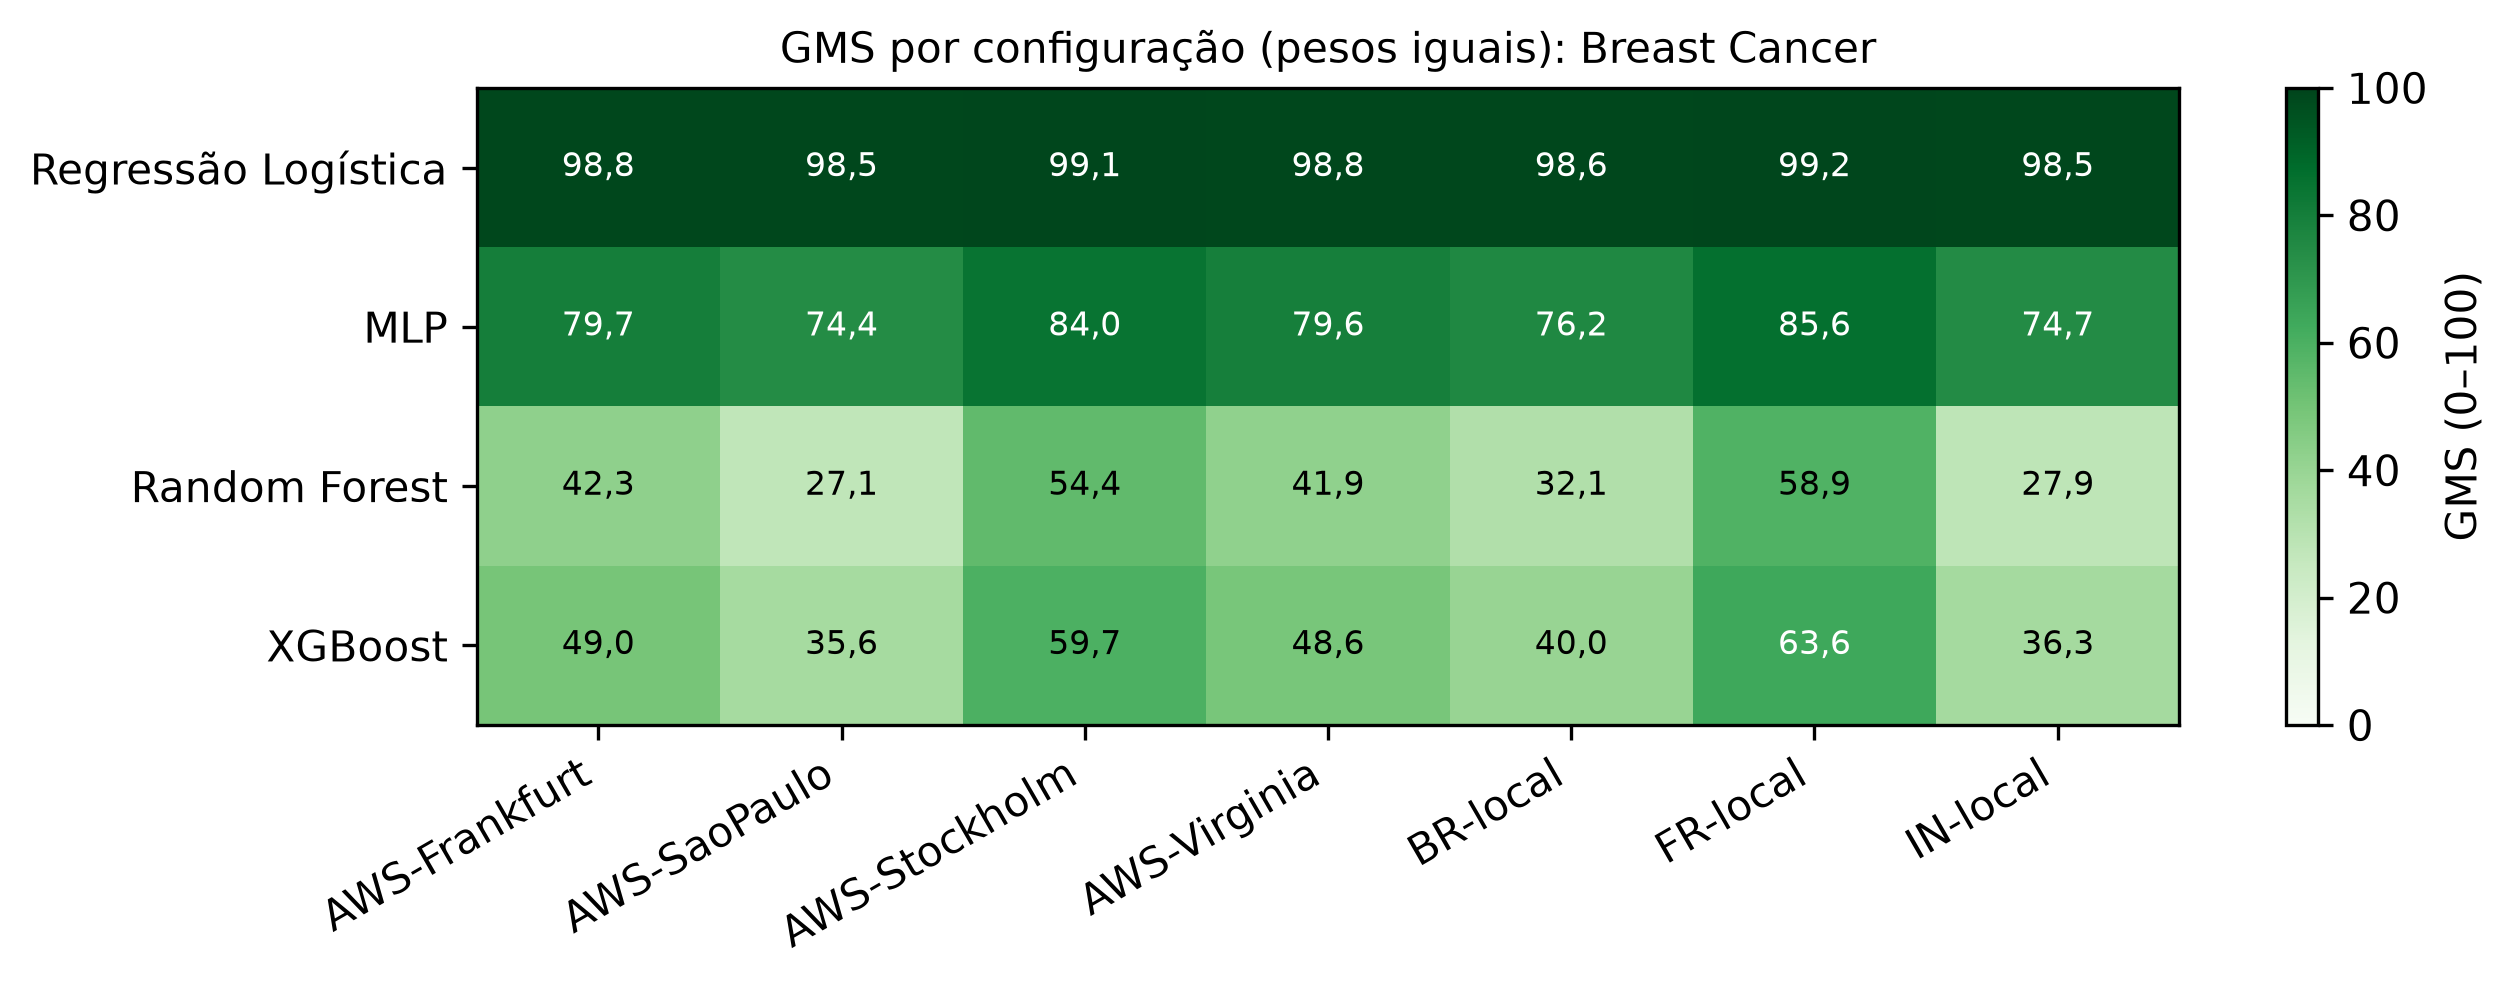 GMS por configuração (pesos iguais): Breast Cancer
Regressão Logística 98,8 98,5 99,1 98,8 98,6 99,2 98,5
MLP 79,7 74,4 84,0 79,6 76,2 85,6 74,7
Random Forest 42,3 27,1 54,4 41,9 32,1 58,9 27,9
XGBoost 49,0 35,6 59,7 48,6 40,0 63,6 36,3
AWS-Frankfurt AWS-SaoPaulo AWS-Stockholm AWS-Virginia BR-local FR-local IN-local
100
80
60
40
20
0
GMS (0–100)